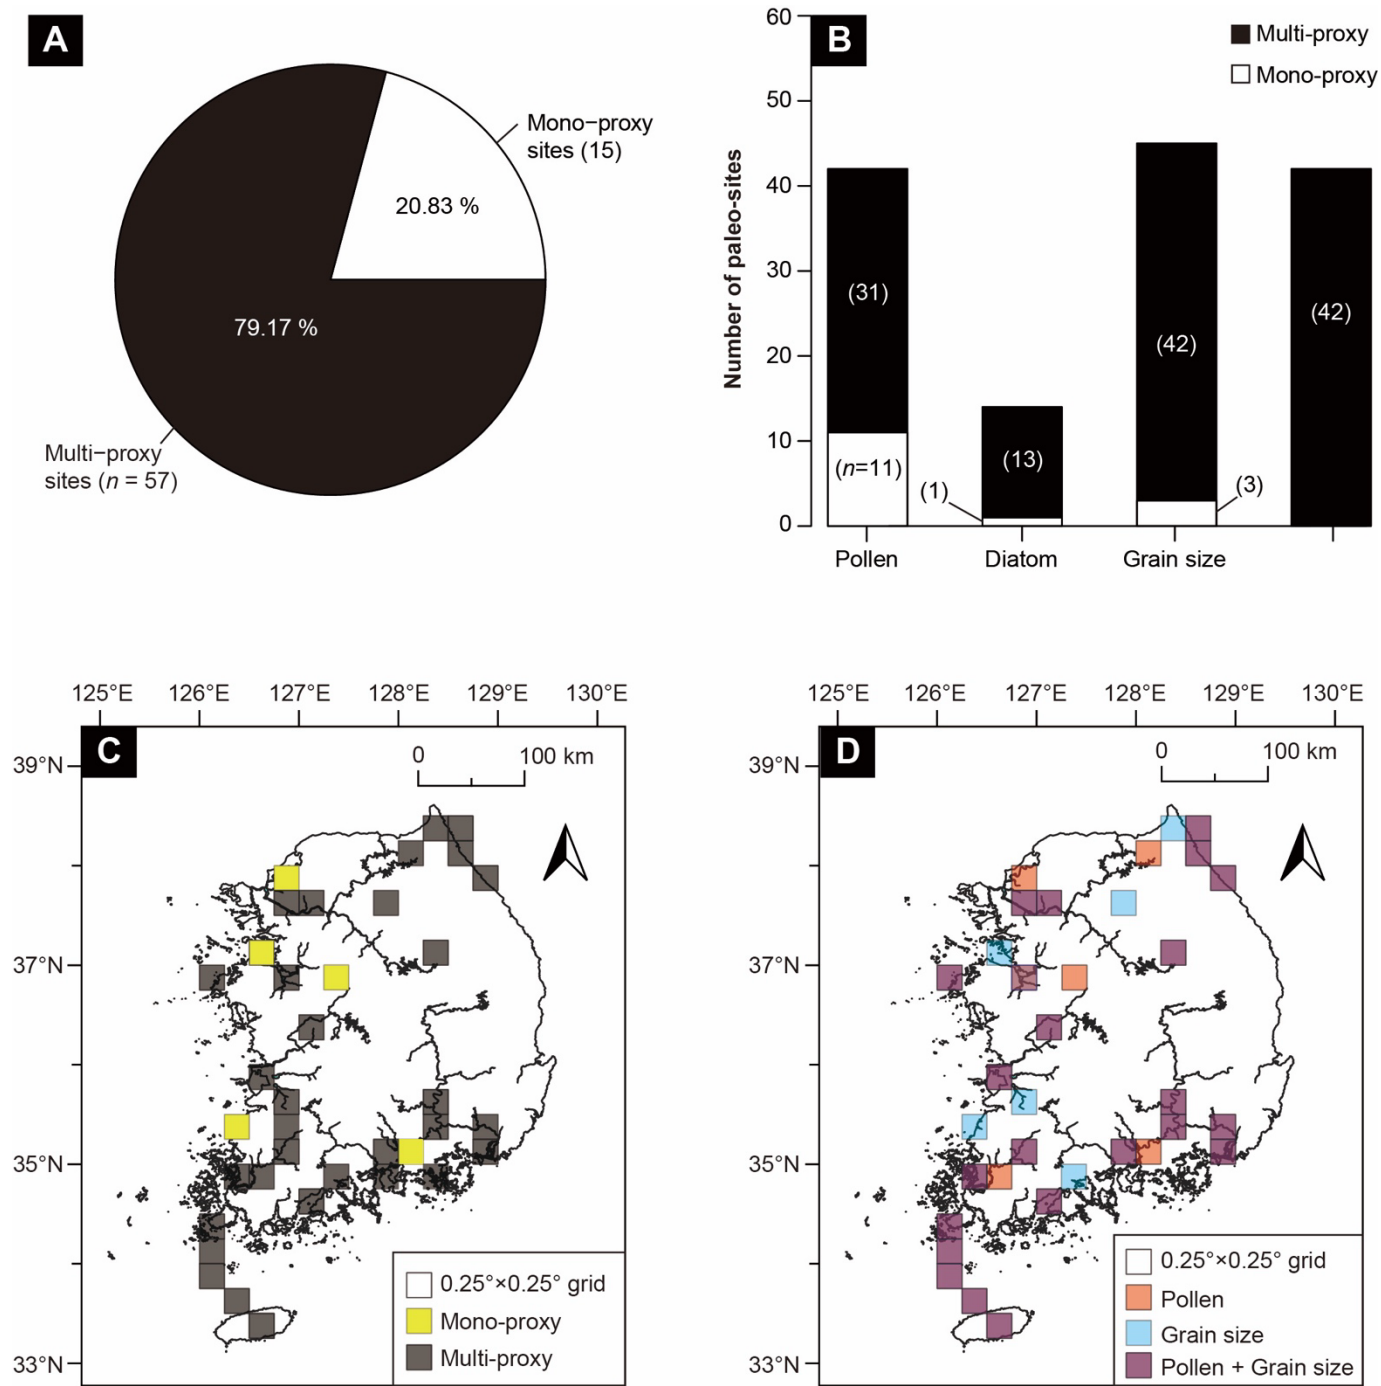 A
Mono−proxy
sites (15)
20.83 %
79.17 %
Multi−proxy
sites (n = 57)
B
Multi-proxy
Mono-proxy
Number of paleo-sites
60
50
40
30
20
10
0
(31)
(n=11)
(1)
(13)
(42)
(3)
(42)
Pollen Diatom Grain size
125°E 126°E 127°E 128°E 129°E 130°E
C
0 100 km
39°N
37°N
35°N
33°N
0.25°×0.25° grid
Mono-proxy
Multi-proxy
125°E 126°E 127°E 128°E 129°E 130°E
D
0 100 km
39°N
37°N
35°N
33°N
0.25°×0.25° grid
Pollen
Grain size
Pollen + Grain size